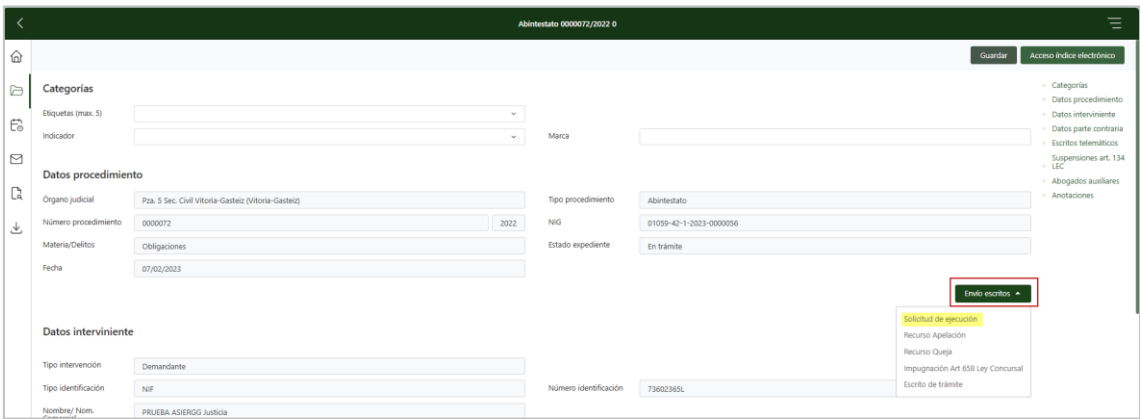 Abintestato 0000072/2022 0
Guardar
Acceso índice electrónico
Categorías
Etiquetas (max. 5)
Indicador
Marca
Datos procedimiento
Órgano judicial
Pza. 5 Sec. Civil Vitoria-Gasteiz (Vitoria-Gasteiz)
Tipo procedimiento
Abintestato
Número procedimiento
0000072
2022
NIG
01059-42-1-2023-0000056
Materia/Delitos
Obligaciones
Estado expediente
En trámite
Fecha
07/02/2023
Envío escritos
Solicitud de ejecución
Recurso Apelación
Recurso Queja
Impugnación Art 658 Ley Concursal
Escrito de trámite
Datos interviniente
Tipo intervención
Demandante
Tipo identificación
NIF
Número identificación
73602365L
Nombre/ Nom.
Comercial
PRUEBA ASIERGG Justicia
Categorías
Datos procedimiento
Datos interviniente
Datos parte contraria
Escritos telemáticos
Suspensiones art. 134
LEC
Abogados auxiliares
Anotaciones